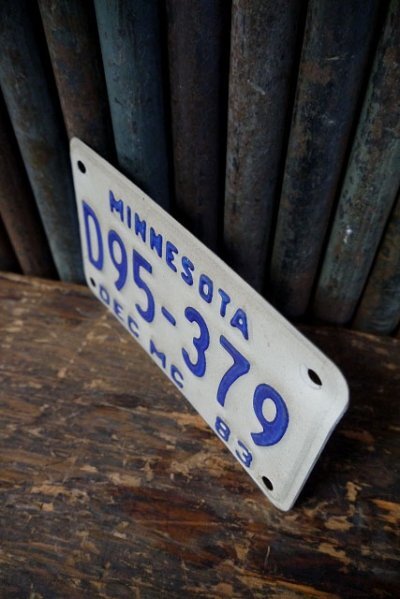 MINNESOTA
D95-379
DEC MC 83